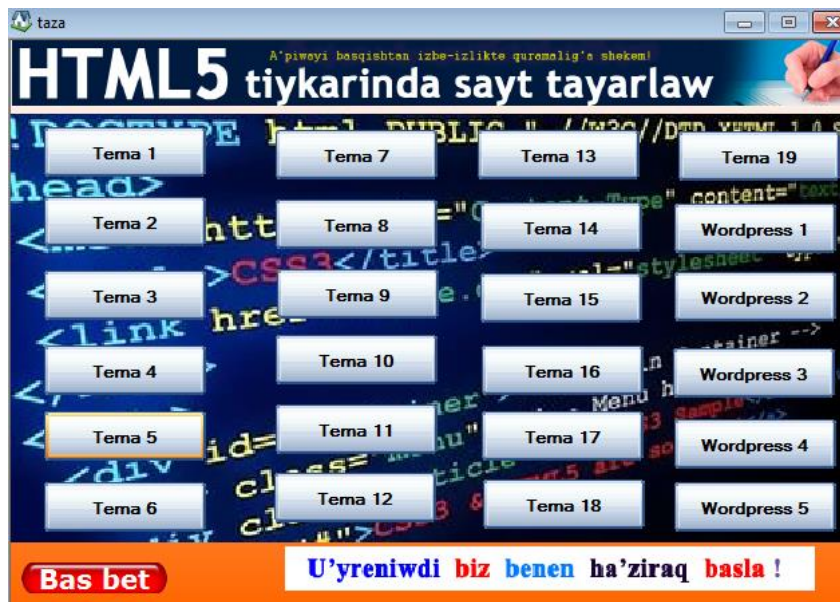 taza
A'piwayi basqishtan izbe-izlikte quramalig'a shekem!
HTML5 tiykarinda sayt tayarlaw
Tema 1 Tema 7 Tema 13 Tema 19
Tema 2 Tema 8 Tema 14 Wordpress 1
Tema 3 Tema 9 Tema 15 Wordpress 2
Tema 4 Tema 10 Tema 16 Wordpress 3
Tema 5 Tema 11 Tema 17 Wordpress 4
Tema 6 Tema 12 Tema 18 Wordpress 5
Bas bet
U'yreniwdi biz benen ha'ziraq basla !